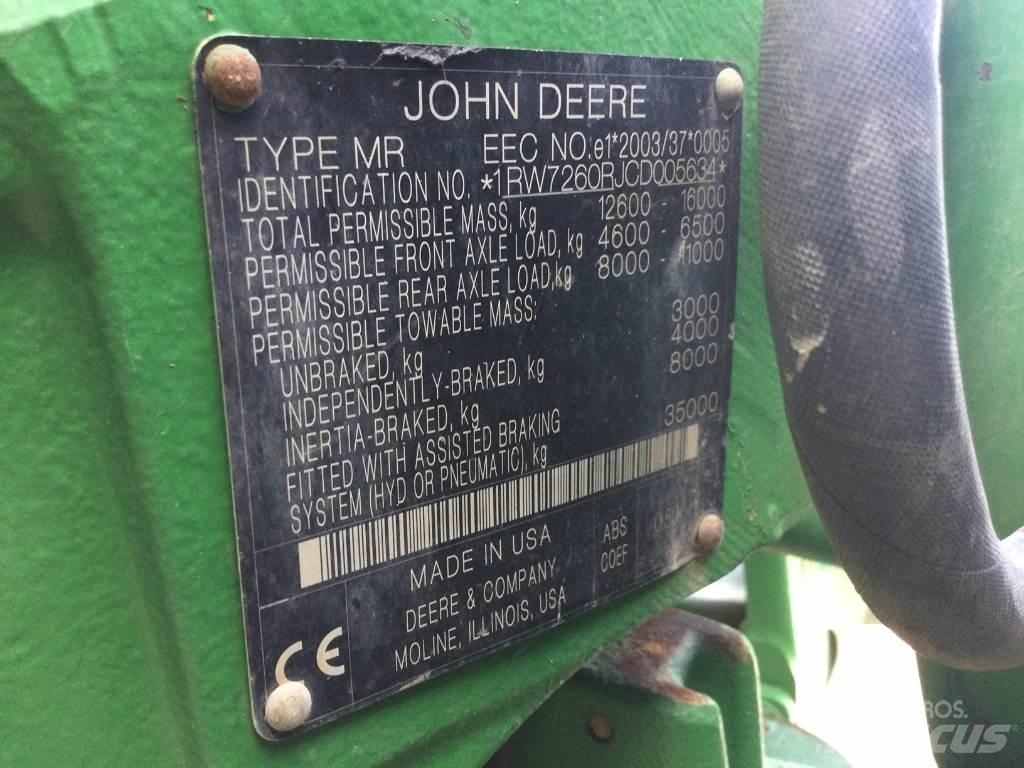 JOHN DEERE
TYPE MR EEC NO.:e1*2003/37*0005
IDENTIFICATION NO. *1RW7260RJCD005634*
TOTAL PERMISSIBLE MASS, kg 12600 - 16000
PERMISSIBLE FRONT AXLE LOAD, kg 4600 - 6500
PERMISSIBLE REAR AXLE LOAD,kg 8000 - 11000
PERMISSIBLE TOWABLE MASS:
UNBRAKED, kg 3000
INDEPENDENTLY-BRAKED, kg 4000
INERTIA-BRAKED, kg 8000
FITTED WITH ASSISTED BRAKING
SYSTEM (HYD OR PNEUMATIC), kg 35000
MADE IN USA
DEERE & COMPANY
MOLINE, ILLINOIS, USA
ABS
COEF
CE
ROS.